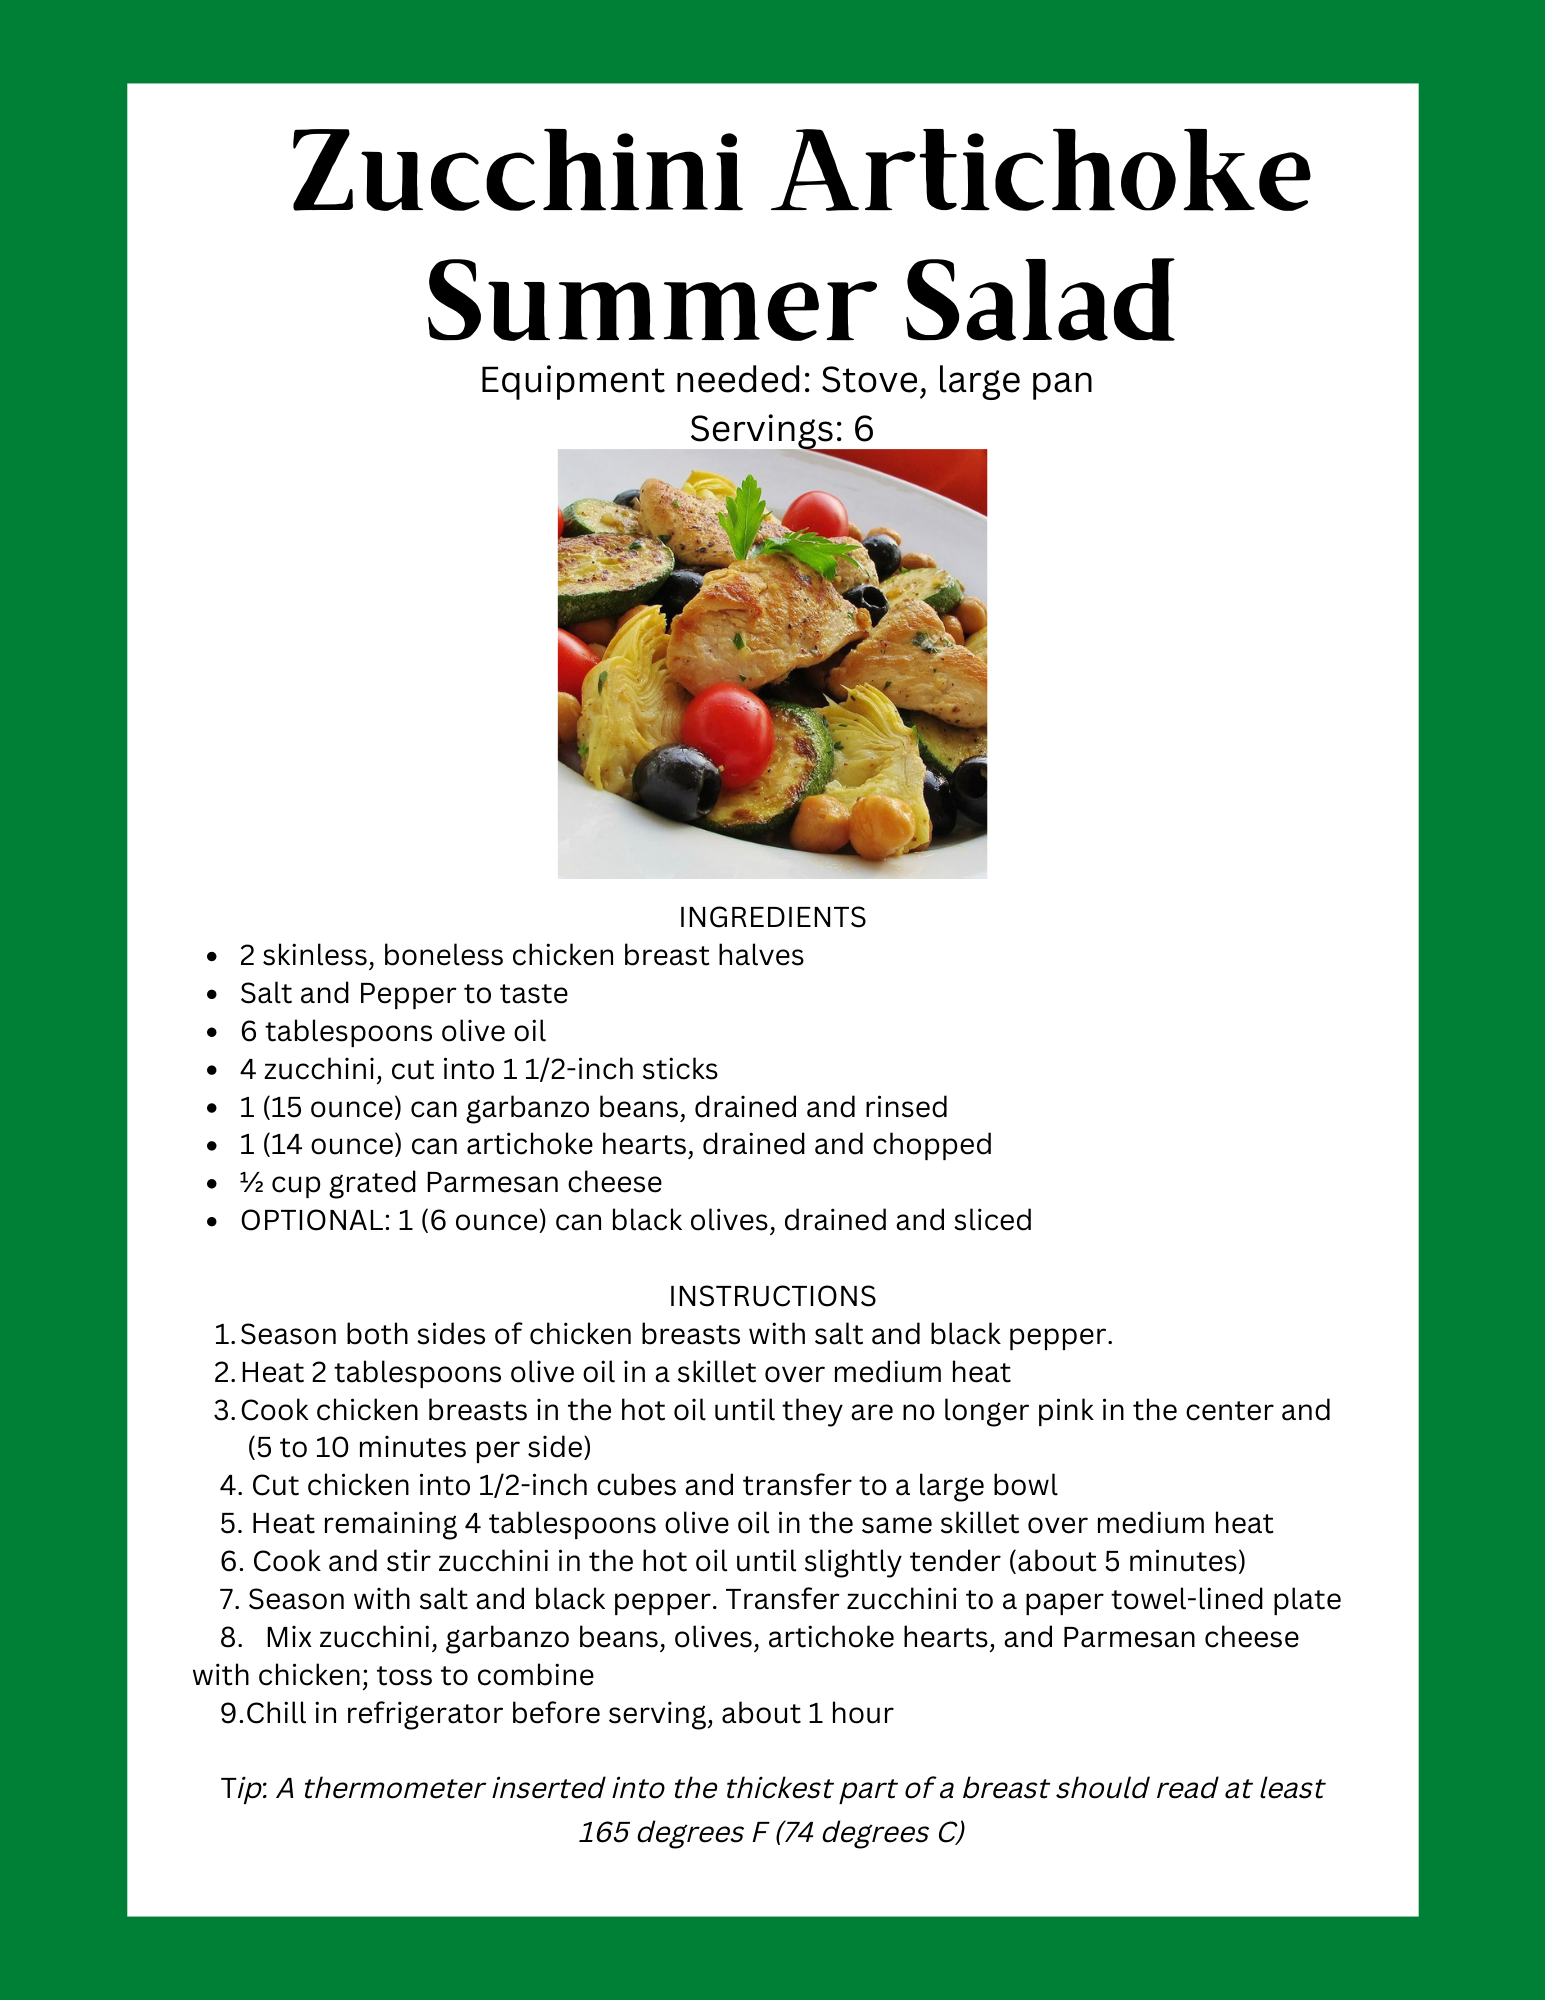 Zucchini Artichoke
Summer Salad
Equipment needed: Stove, large pan
Servings: 6
INGREDIENTS
• 2 skinless, boneless chicken breast halves
• Salt and Pepper to taste
• 6 tablespoons olive oil
• 4 zucchini, cut into 1 1/2-inch sticks
• 1 (15 ounce) can garbanzo beans, drained and rinsed
• 1 (14 ounce) can artichoke hearts, drained and chopped
• ½ cup grated Parmesan cheese
• OPTIONAL: 1 (6 ounce) can black olives, drained and sliced
INSTRUCTIONS
1. Season both sides of chicken breasts with salt and black pepper.
2. Heat 2 tablespoons olive oil in a skillet over medium heat
3. Cook chicken breasts in the hot oil until they are no longer pink in the center and
(5 to 10 minutes per side)
4. Cut chicken into 1/2-inch cubes and transfer to a large bowl
5. Heat remaining 4 tablespoons olive oil in the same skillet over medium heat
6. Cook and stir zucchini in the hot oil until slightly tender (about 5 minutes)
7. Season with salt and black pepper. Transfer zucchini to a paper towel-lined plate
8. Mix zucchini, garbanzo beans, olives, artichoke hearts, and Parmesan cheese
with chicken; toss to combine
9.Chill in refrigerator before serving, about 1 hour
Tip: A thermometer inserted into the thickest part of a breast should read at least
165 degrees F (74 degrees C)